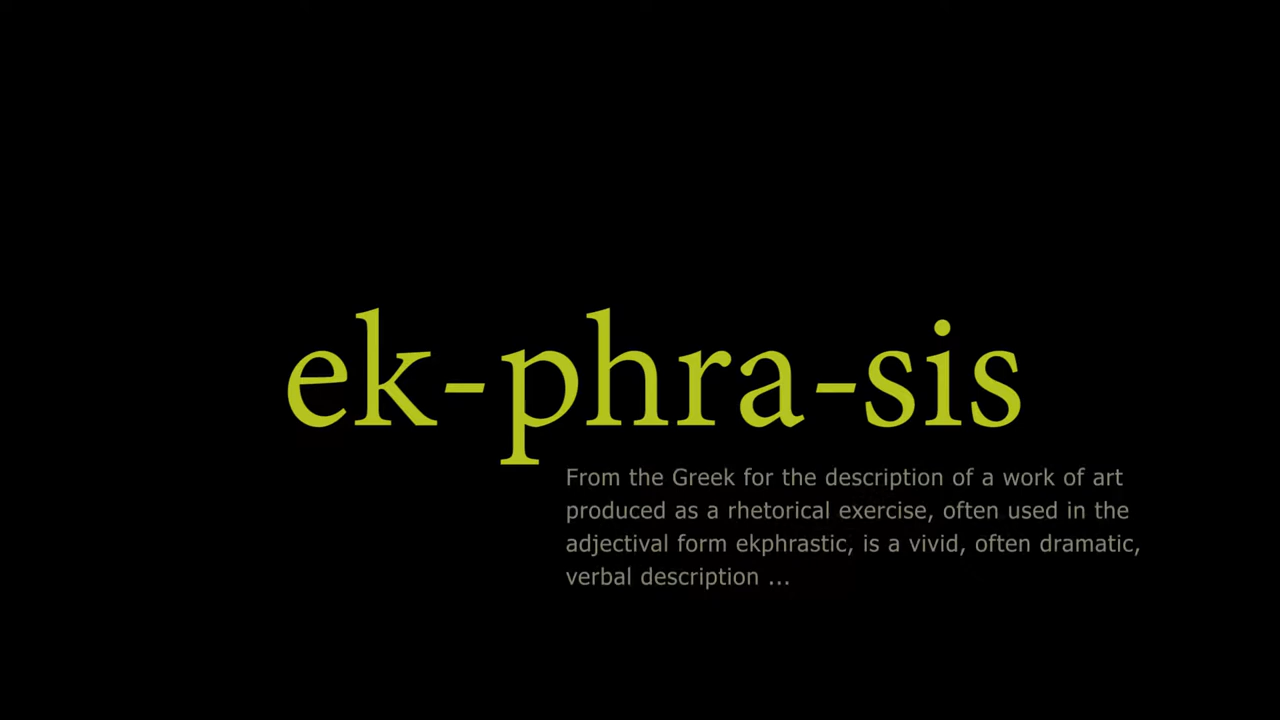 ek-phra-sis
From the Greek for the description of a work of art
produced as a rhetorical exercise, often used in the
adjectival form ekphrastic, is a vivid, often dramatic,
verbal description ...